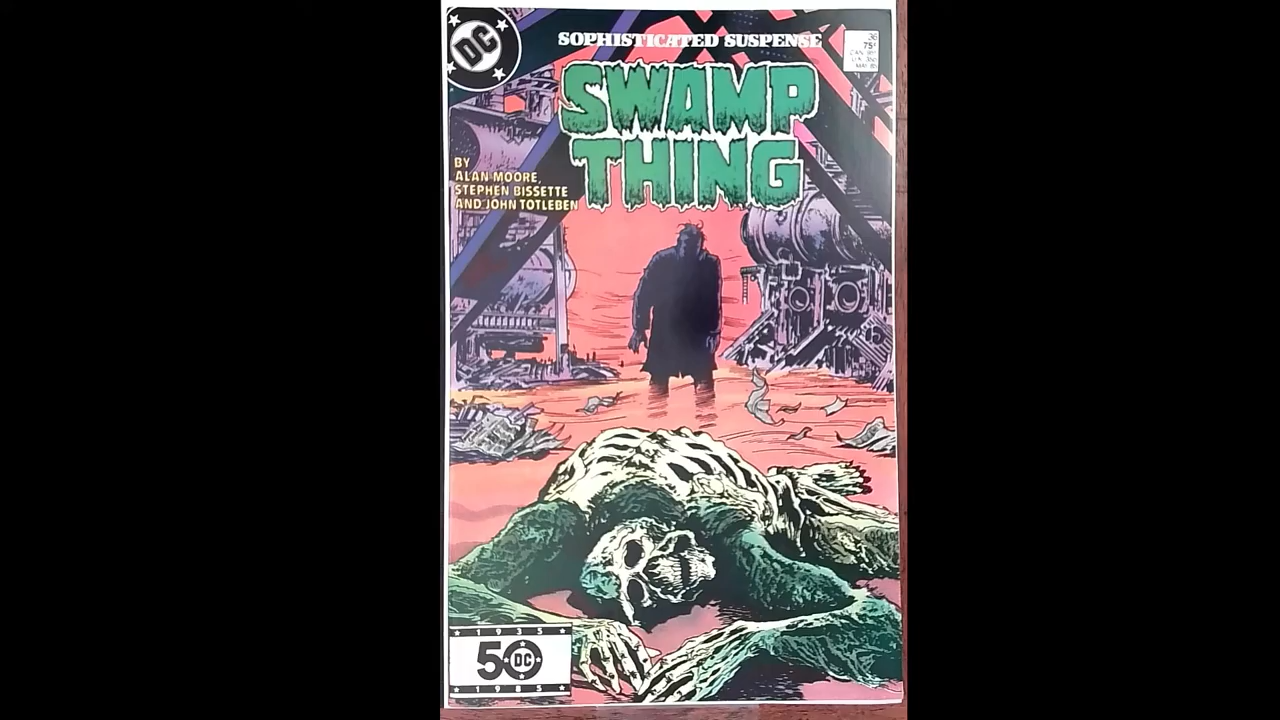 DC
SOPHISTICATED SUSPENSE
36
75¢
SWAMP
THING
BY
ALAN MOORE,
STEPHEN BISSETTE
AND JOHN TOTLEBEN
1935
50 DC
1985